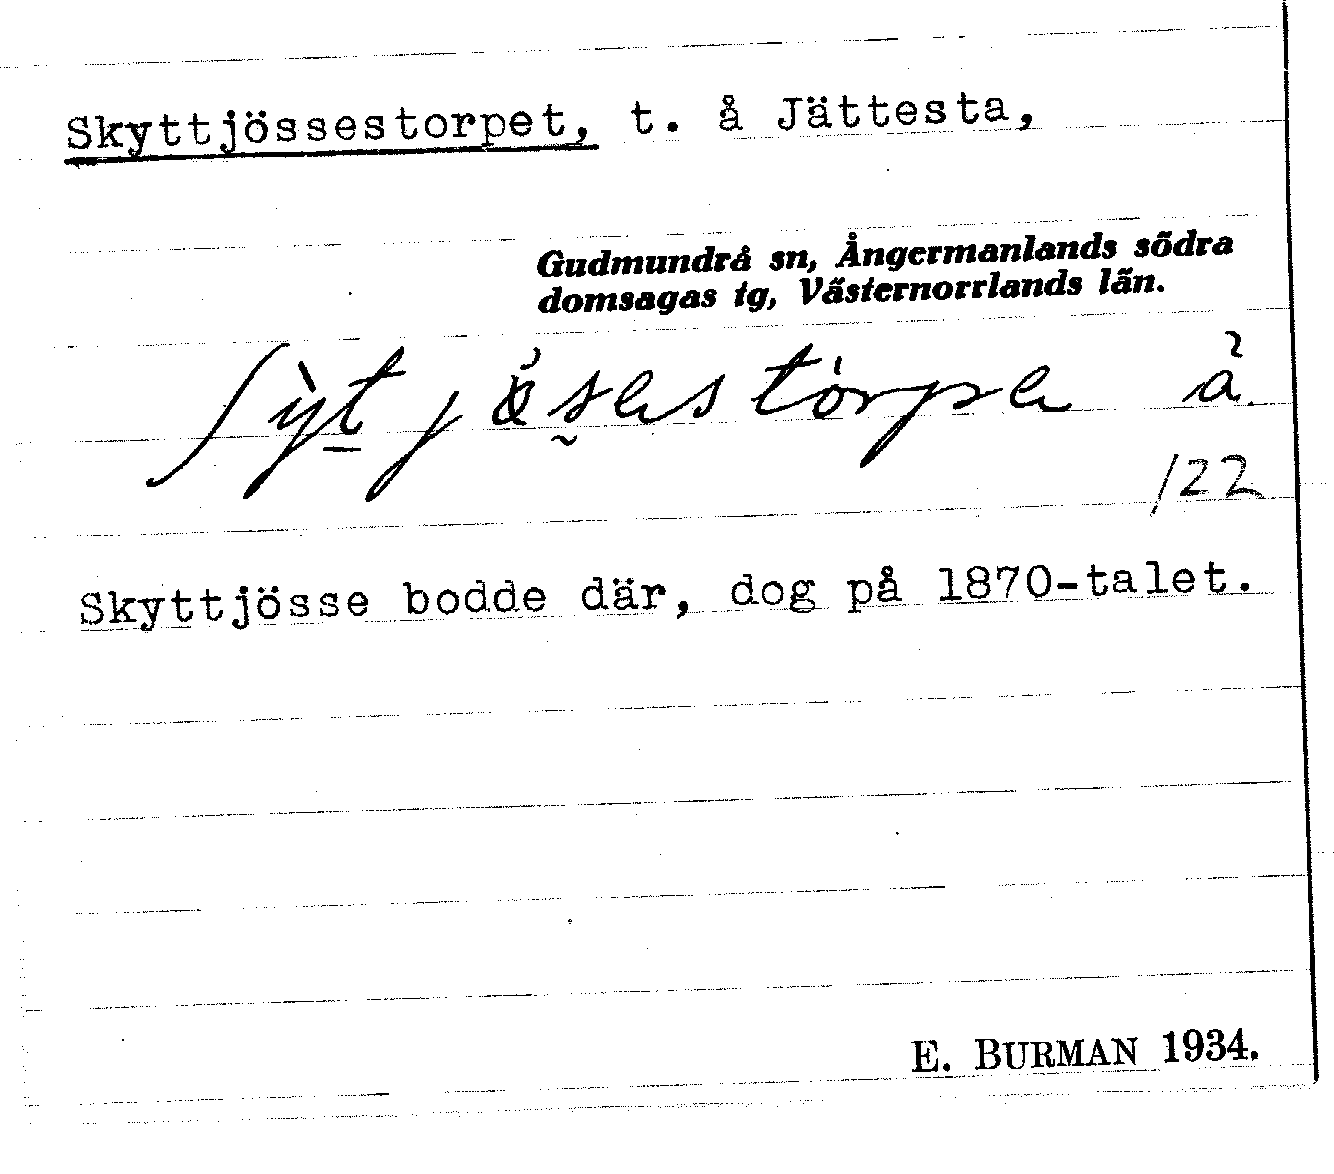 Skyttjössestorpet, t. å Jättesta,
Gudmundrå sn, Ångermanlands södra
domsagas tg, Västernorrlands län.
/22
Skyttjösse bodde där, dog på 1870-talet.
E. BURMAN 1934.